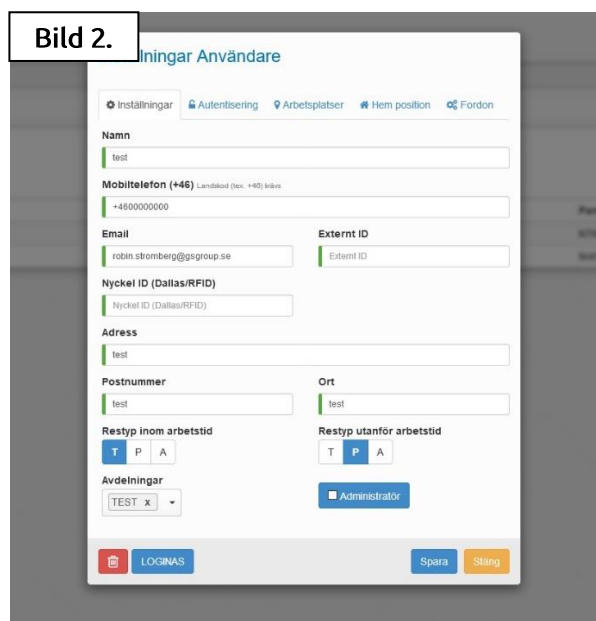 Bild 2.
lningar Användare
Inställningar Autentisering Arbetsplatser Hem position Fordon
Namn
test
Mobiltelefon (+46) Landskod (tex. +46) krävs
+4600000000
Email Externt ID
robin.stromberg@gsgroup.se Externt ID
Nyckel ID (Dallas/RFID)
Nyckel ID (Dallas/RFID)
Adress
test
Postnummer Ort
test test
Restyp inom arbetstid Restyp utanför arbetstid
T P A T P A
Avdelningar
TEST x Administratör
LOGINAS Spara Stäng